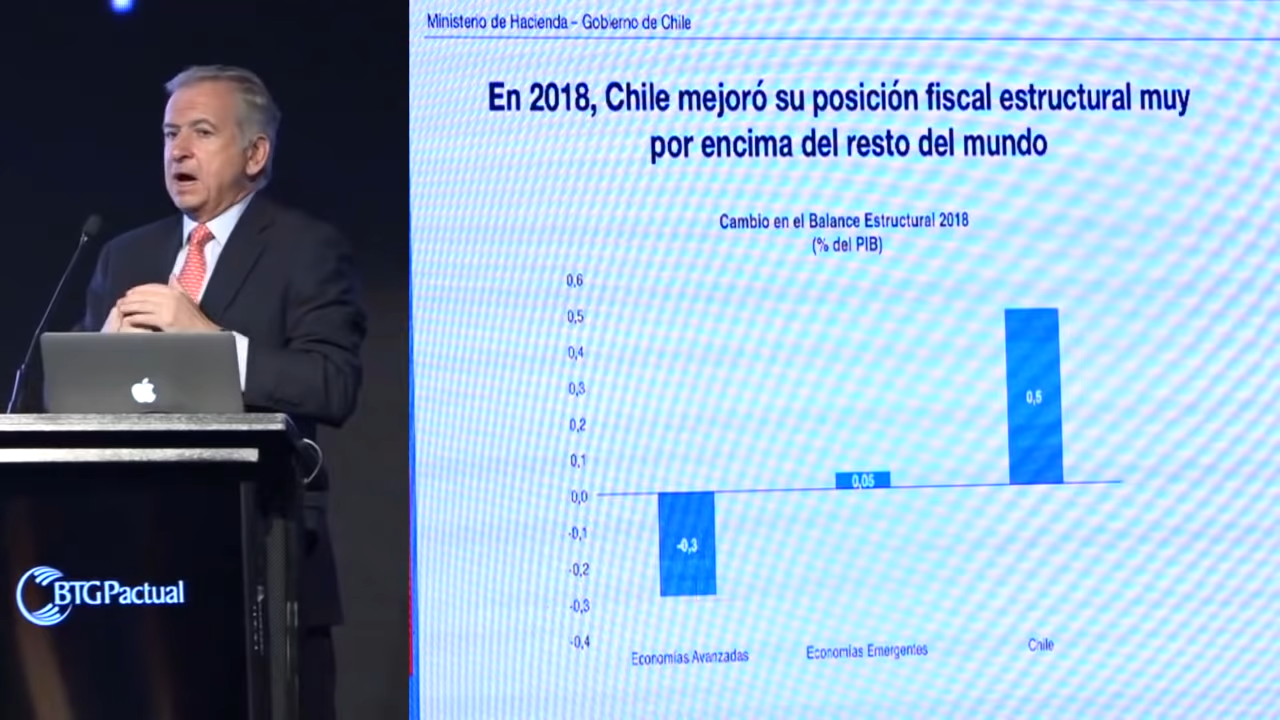 Ministerio de Hacienda – Gobierno de Chile
En 2018, Chile mejoró su posición fiscal estructural muy
por encima del resto del mundo
Cambio en el Balance Estructural 2018
(% del PIB)
0,6
0,5
0,4
0,3
0,2
0,1
0,0
-0,1
-0,2
-0,3
-0,4
-0,3
0,05
0,5
Economías Avanzadas
Economías Emergentes
Chile
BTGPactual